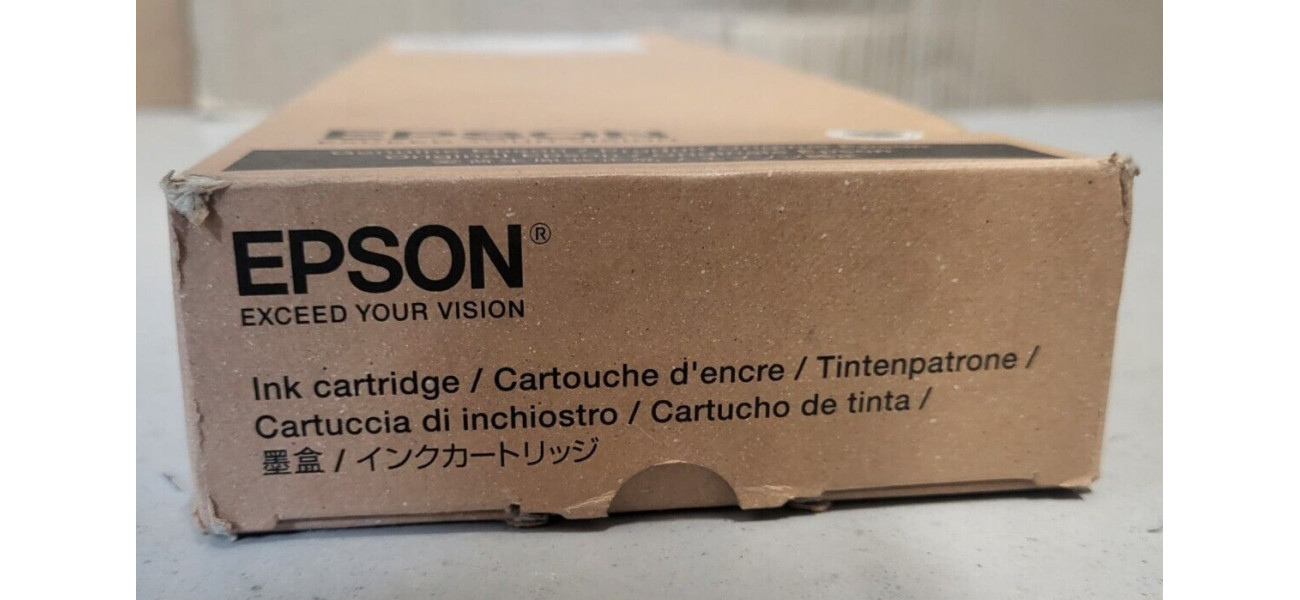 EPSON
EPSON®
EXCEED YOUR VISION
Ink cartridge / Cartouche d'encre / Tintenpatrone /
Cartuccia di inchiostro / Cartucho de tinta /
墨盒 / インクカートリッジ